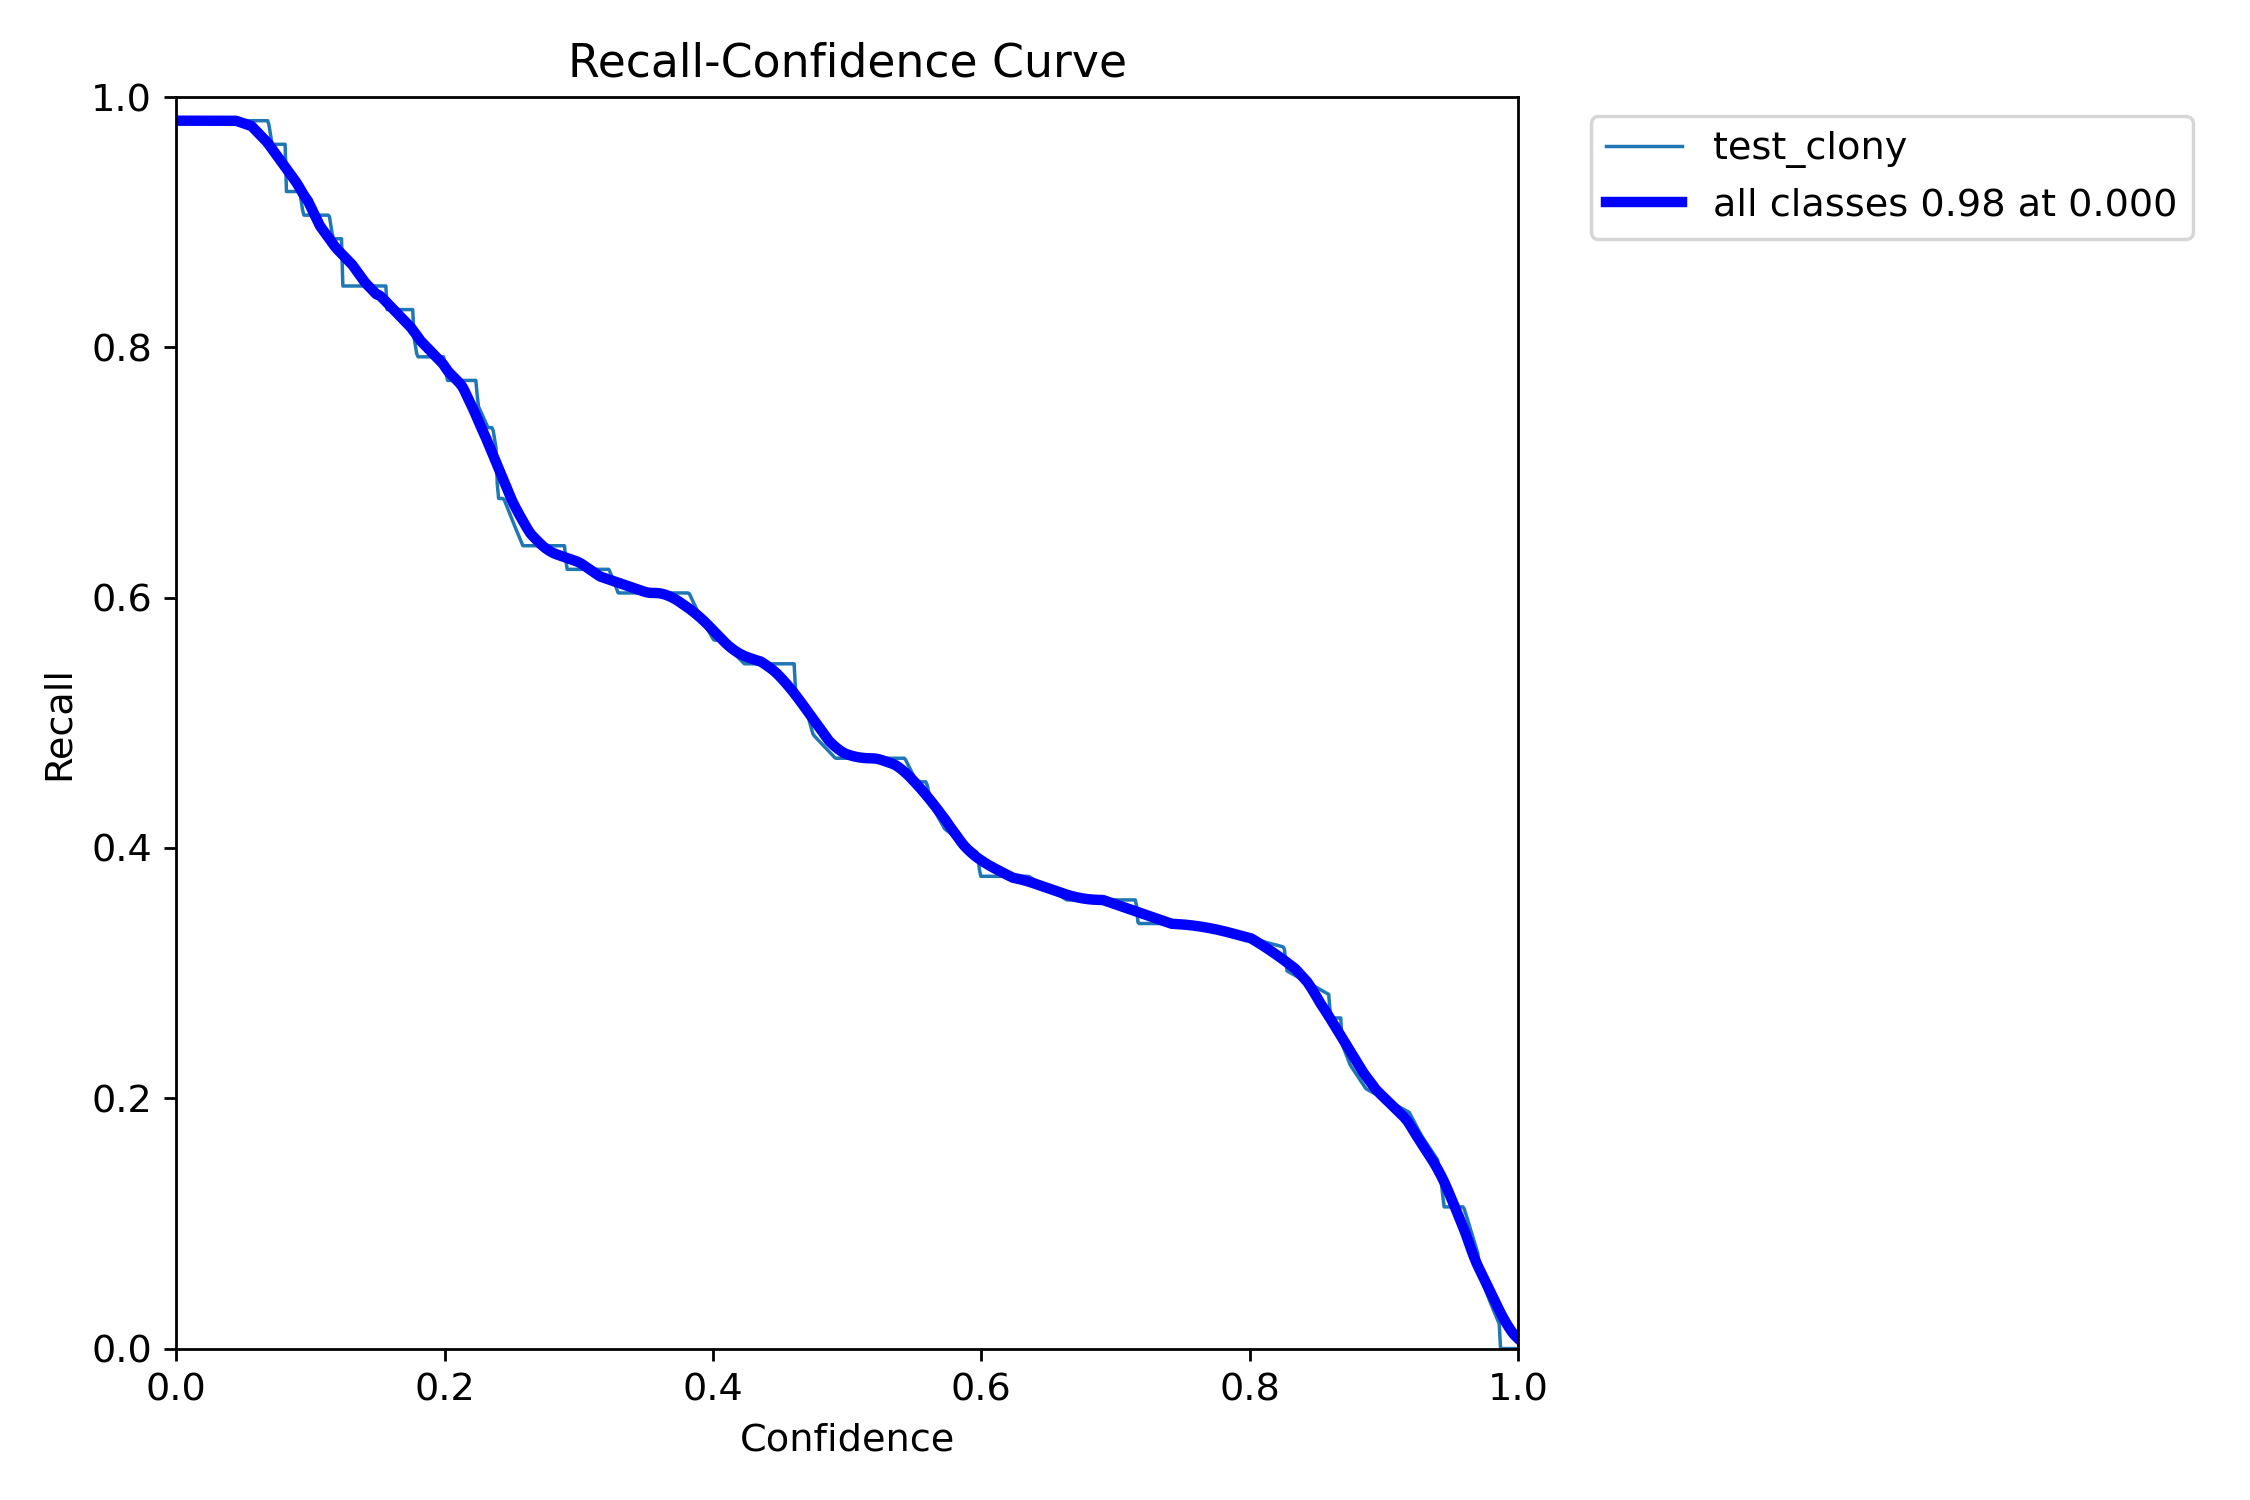 Recall-Confidence Curve
1.0
0.8
0.6
0.4
0.2
0.0
Recall
0.0 0.2 0.4 0.6 0.8 1.0
Confidence
test_clony
all classes 0.98 at 0.000